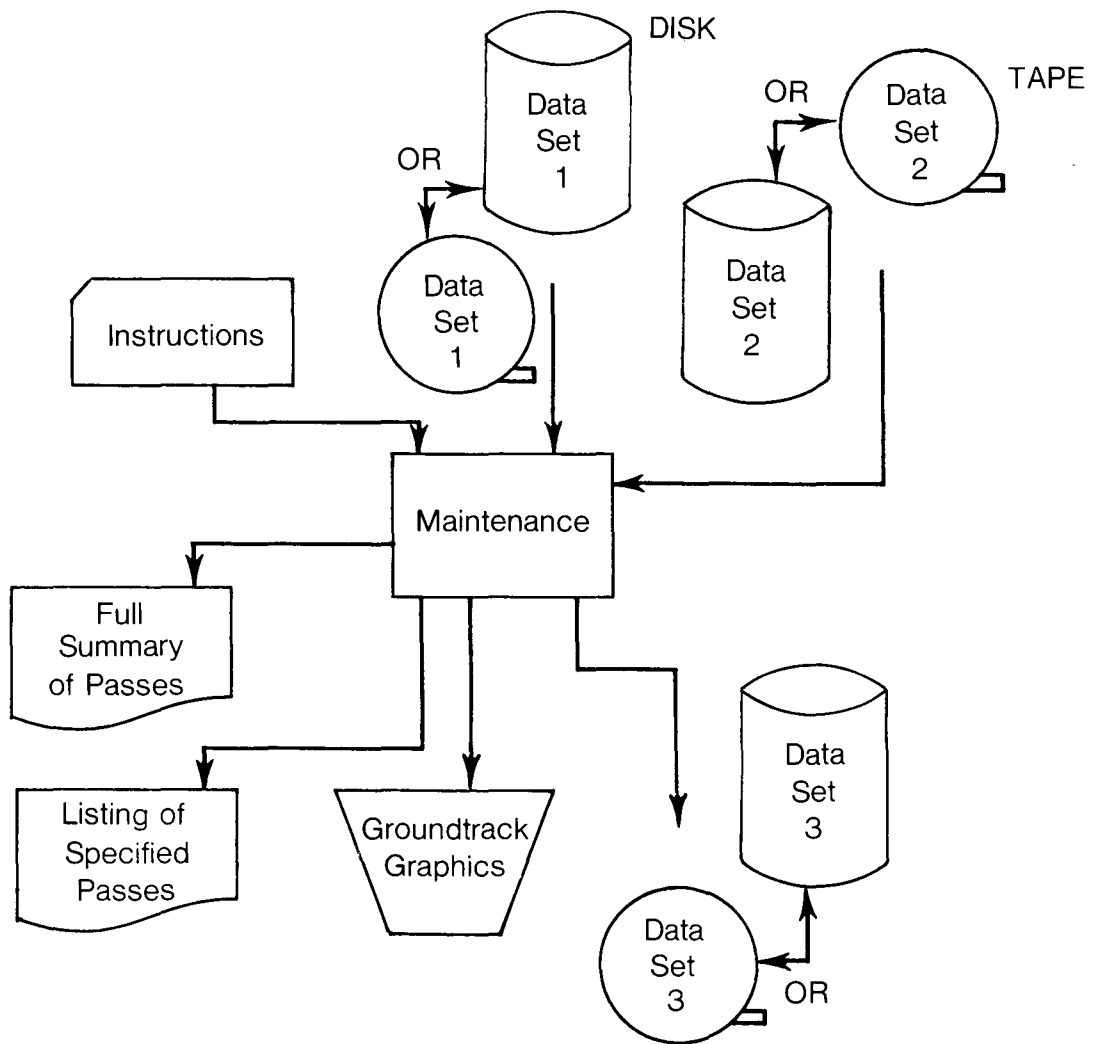 DISK
Data
Set
1
OR
TAPE
Data
Set
2
OR
Data
Set
1
Data
Set
2
Instructions
Maintenance
Full
Summary
of Passes
Listing of
Specified
Passes
Groundtrack
Graphics
Data
Set
3
Data
Set
3
OR